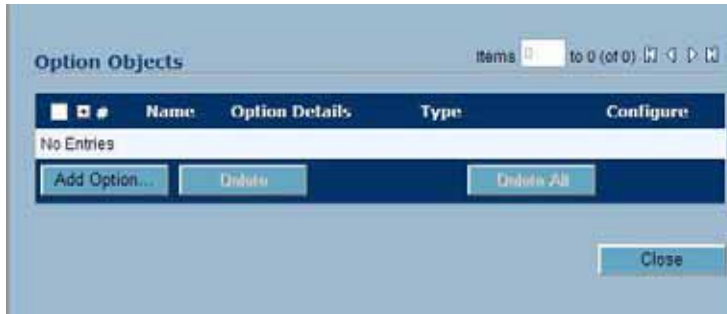 Option Objects
Items 0 to 0 (of 0)
# Name Option Details Type Configure
No Entries
Add Option... Delete Delete All
Close